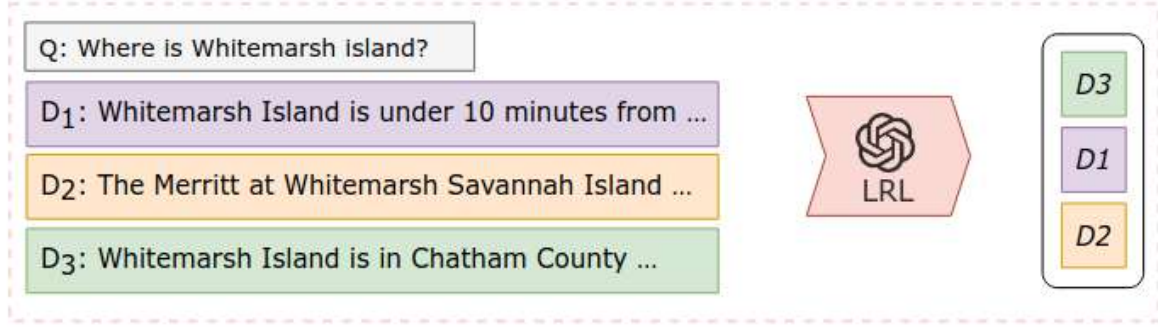 Q: Where is Whitemarsh island?
D1: Whitemarsh Island is under 10 minutes from ...
D2: The Merritt at Whitemarsh Savannah Island ...
D3: Whitemarsh Island is in Chatham County ...
LRL
D3
D1
D2